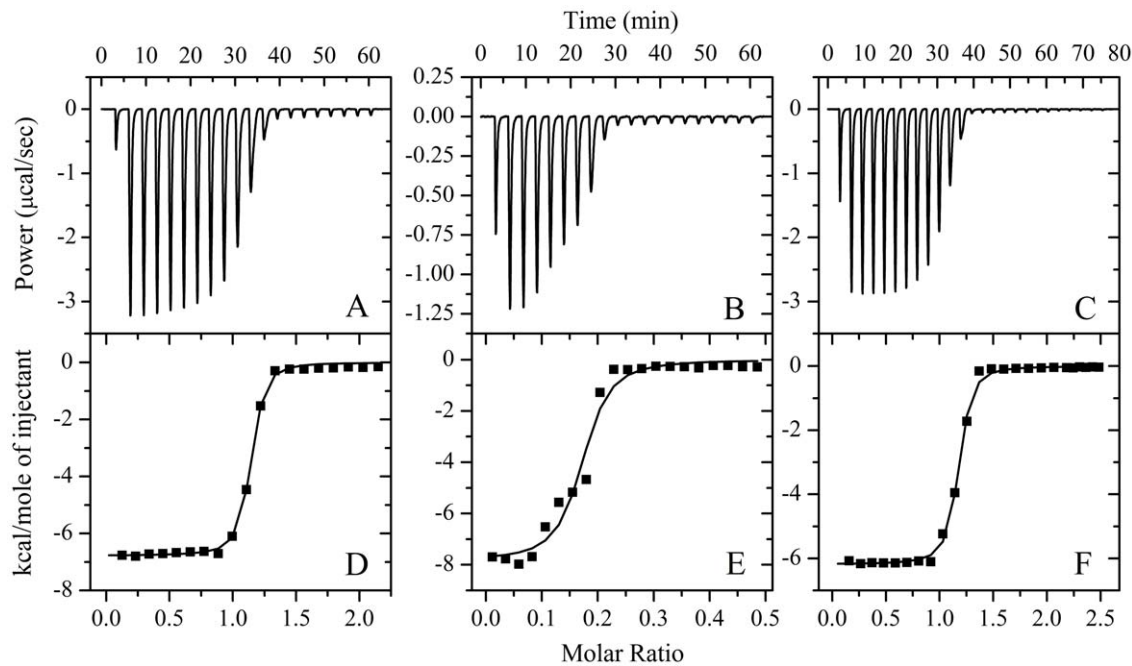 Time (min)
0 10 20 30 40 50 60
0 10 20 30 40 50 60
0 10 20 30 40 50 60 70 80
Power (µcal/sec)
0
-1
-2
-3
A
0.25
0.00
-0.25
-0.50
-0.75
-1.00
-1.25
B
0
-1
-2
-3
C
kcal/mole of injectant
0
-2
-4
-6
-8
D
0
-2
-4
-6
-8
E
0
-2
-4
-6
F
0.0 0.5 1.0 1.5 2.0
0.0 0.1 0.2 0.3 0.4 0.5
0.0 0.5 1.0 1.5 2.0 2.5
Molar Ratio